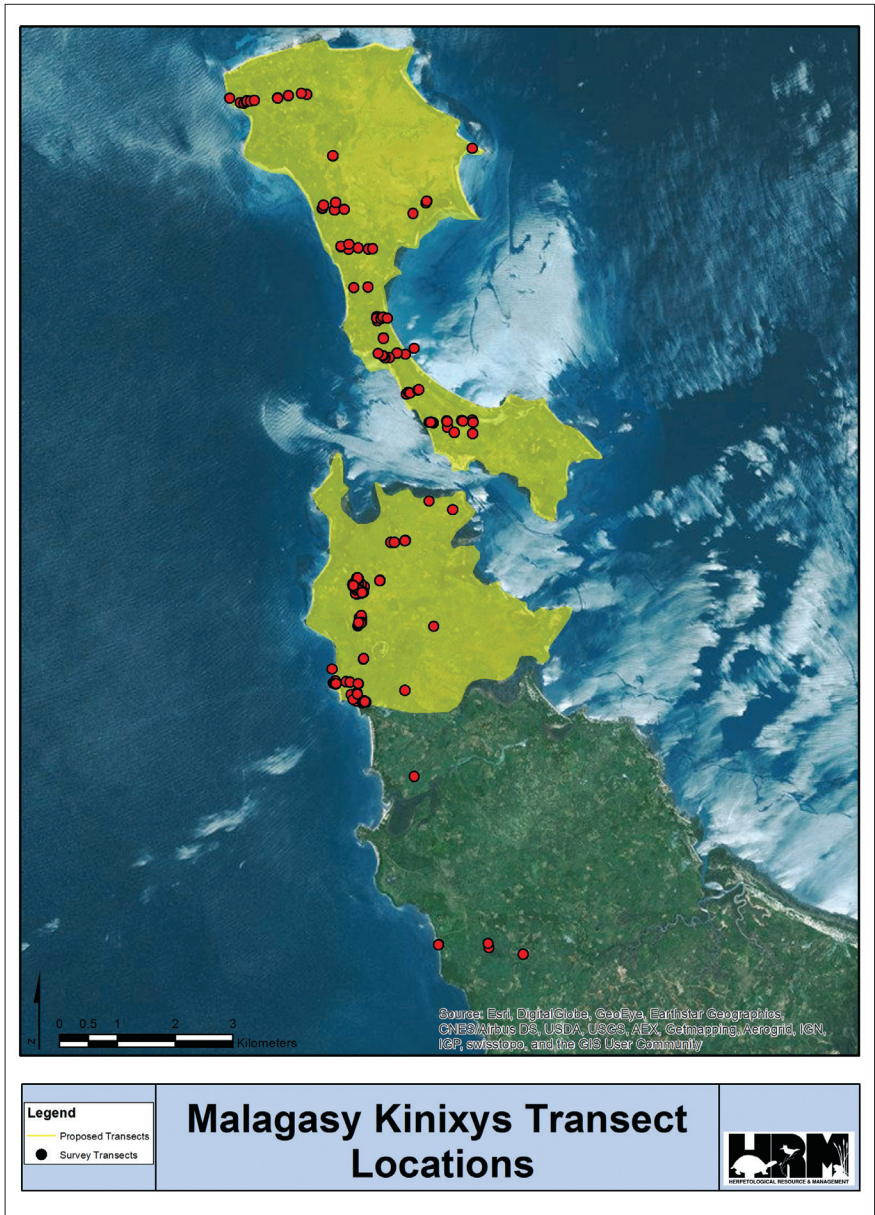 0 0.5 1 2 3
Kilometers
Z
Source: Esri, DigitalGlobe, GeoEye, Earthstar Geographics,
CNES/Airbus DS, USDA, USGS, AEX, Getmapping, Aerogrid, IGN,
IGP, swisstopo, and the GIS User Community
Legend
Proposed Transects
Survey Transects
Malagasy Kinixys Transect
Locations
HRM
HERPETOLOGICAL RESOURCE & MANAGEMENT